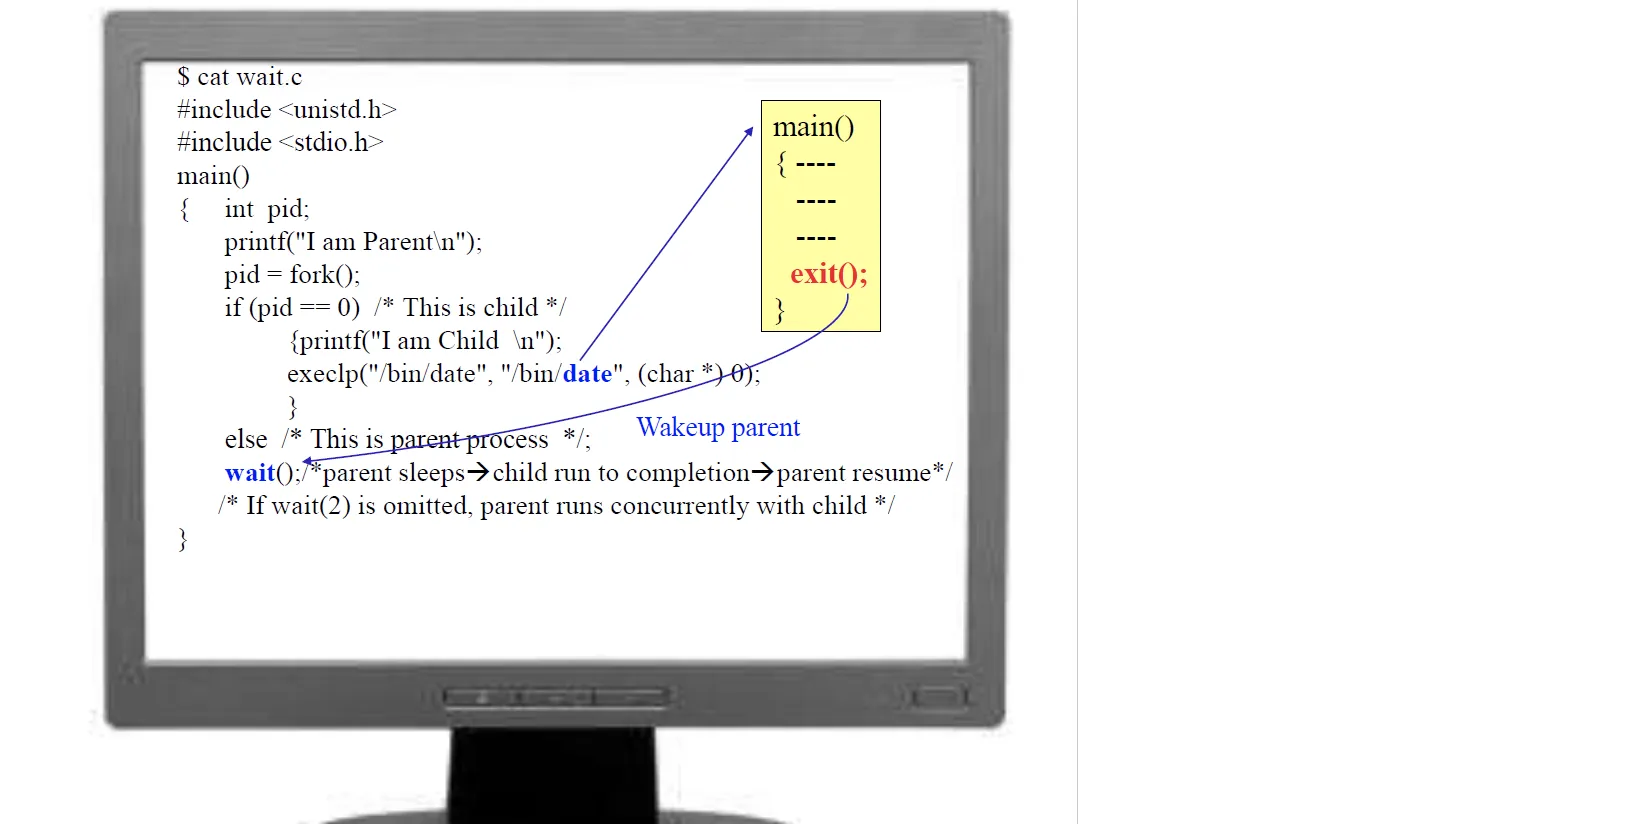 $ cat wait.c
#include <unistd.h>
#include <stdio.h>
main()
{ int pid;
printf("I am Parent\n");
pid = fork();
if (pid == 0) /* This is child */
{printf("I am Child \n");
execlp("/bin/date", "/bin/date", (char *) 0);
}
else /* This is parent process */;
wait();/*parent sleeps→child run to completion→parent resume*/
/* If wait(2) is omitted, parent runs concurrently with child */
}
main()
{ ----
----
----
exit();
}
Wakeup parent